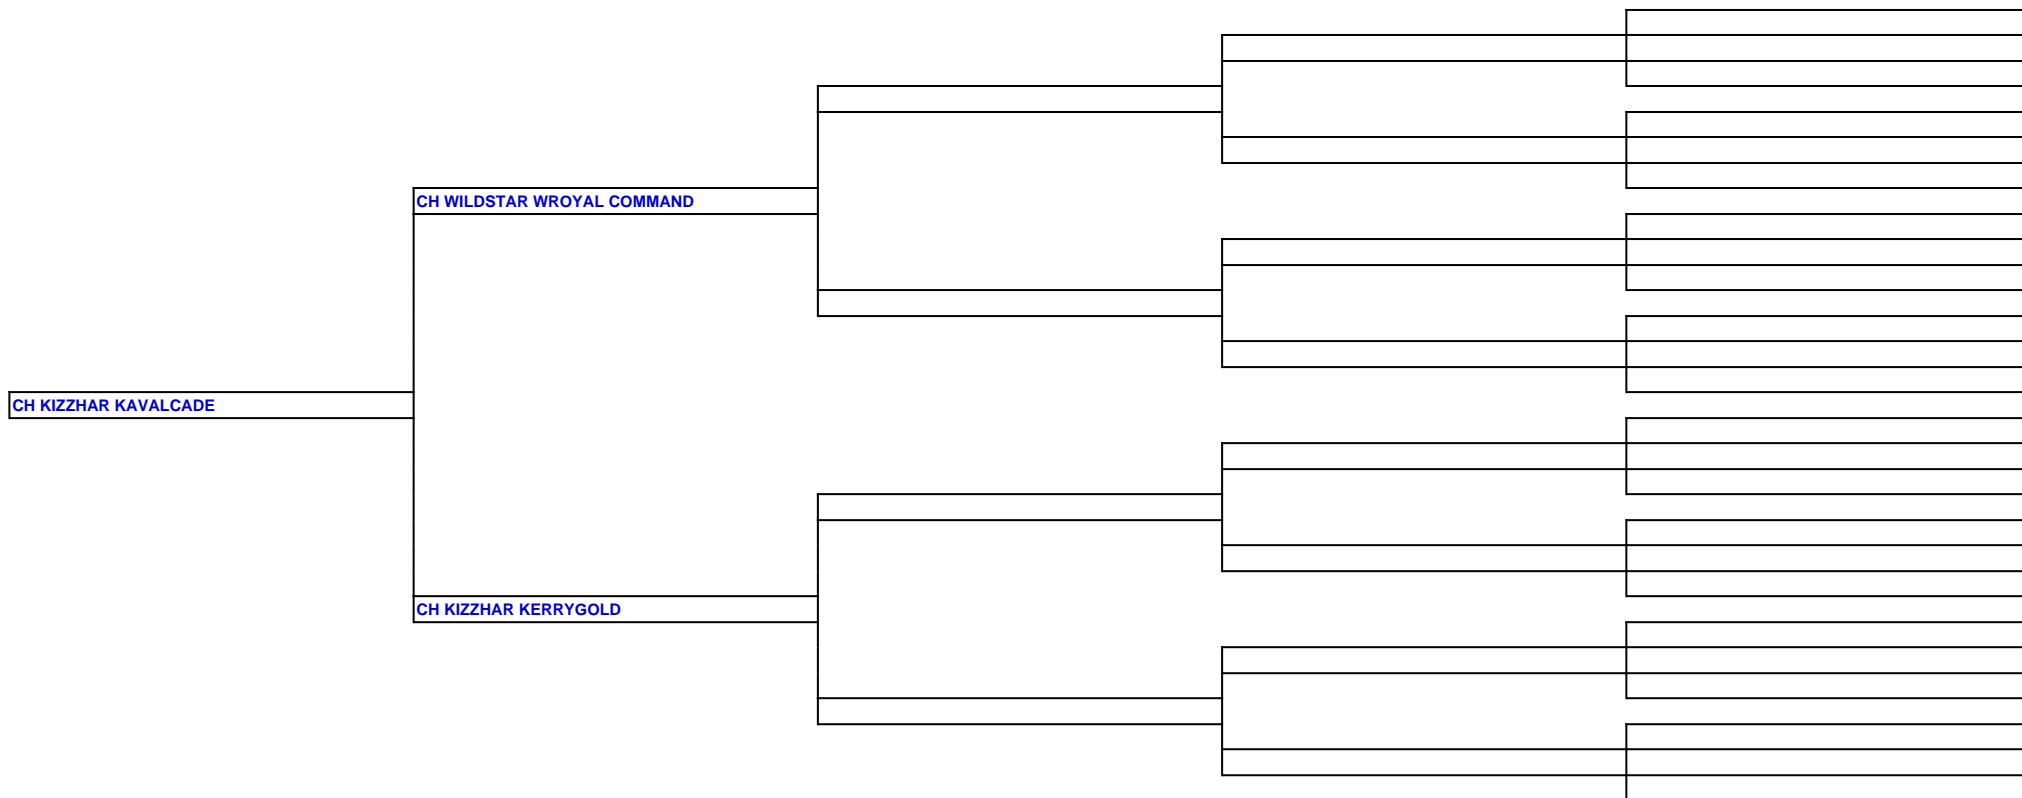 CH WILDSTAR WROYAL COMMAND
CH KIZZHAR KAVALCADE
CH KIZZHAR KERRYGOLD